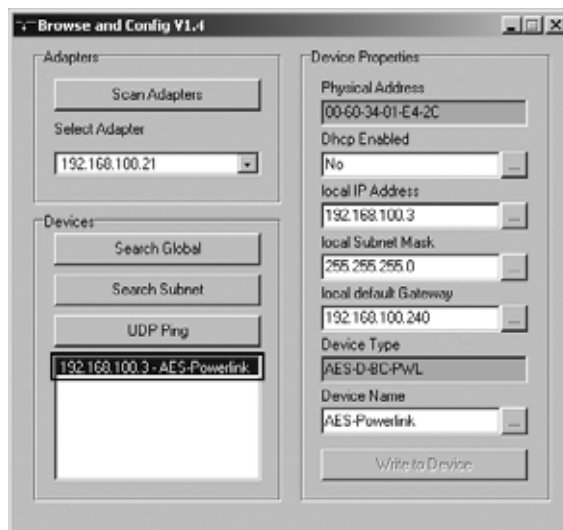 Browse and Config V1.4
Adapters
Scan Adapters
Select Adapter
192.168.100.21
Devices
Search Global
Search Subnet
UDP Ping
192.168.100.3 - AES-Powerlink
Device Properties
Physical Address
00-60-34-01-E4-2C
Dhcp Enabled
No
...
local IP Address
192.168.100.3
...
local Subnet Mask
255.255.255.0
...
local default Gateway
192.168.100.240
...
Device Type
AES-D-BC-PWL
Device Name
AES-Powerlink
...
Write to Device